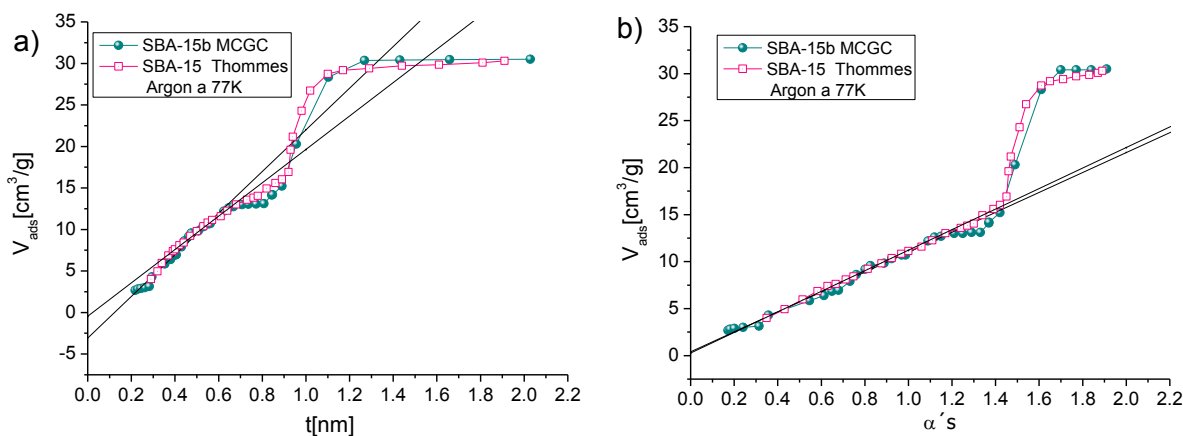 a)
SBA-15b MCGC
SBA-15 Thommes
Argon a 77K
V_ads[cm³/g]
35
30
25
20
15
10
5
0
-5
0.0 0.2 0.4 0.6 0.8 1.0 1.2 1.4 1.6 1.8 2.0 2.2
t[nm]
b)
SBA-15b MCGC
SBA-15 Thommes
Argon a 77K
V_ads[cm³/g]
35
30
25
20
15
10
5
0
0.0 0.2 0.4 0.6 0.8 1.0 1.2 1.4 1.6 1.8 2.0 2.2
α´s